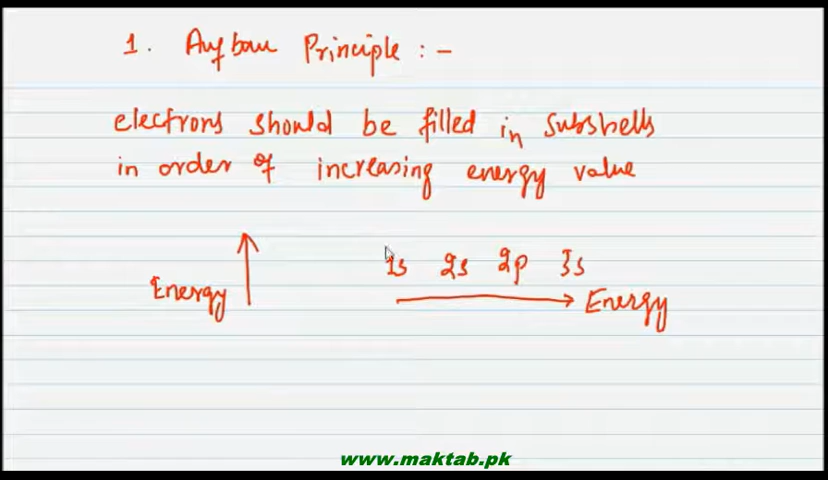 1. Aufbau Principle : -
electrons should be filled in subshells
in order of increasing energy value
1s 2s 2p 3s
Energy
Energy
www.maktab.pk